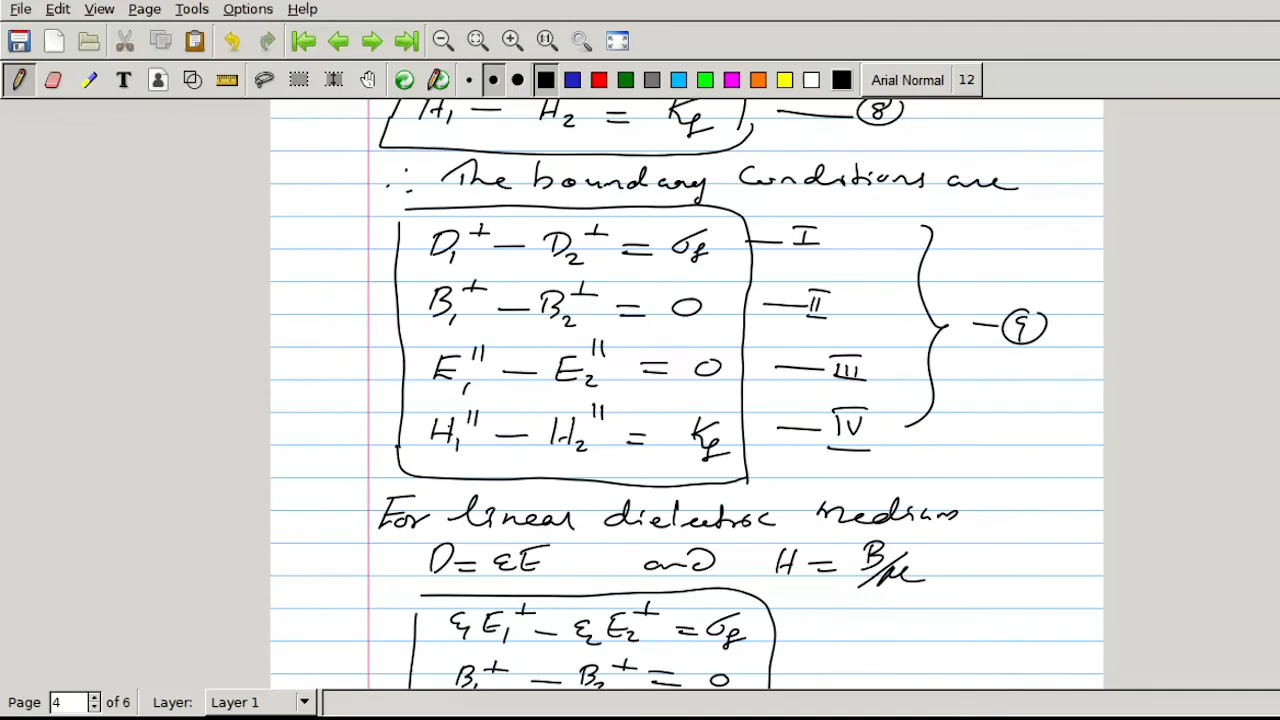 File Edit View Page Tools Options Help
Arial Normal 12
H₁ — H₂ = K_f, — ⑧
∴ The boundary Conditions are
D₁^⊥ — D₂^⊥ = σ_f — I
B₁^⊥ — B₂^⊥ = 0 — II
— ⑨
E₁^∥ — E₂^∥ = 0 — III
H₁^∥ — H₂^∥ = K_f — IV
For linear dielectric medium
D = εE and H = B/μ
ε₁E₁^⊥ — ε₂E₂^⊥ = σ_f
B₁^⊥ — B₂^⊥ = 0
Page 4 of 6 Layer: Layer 1